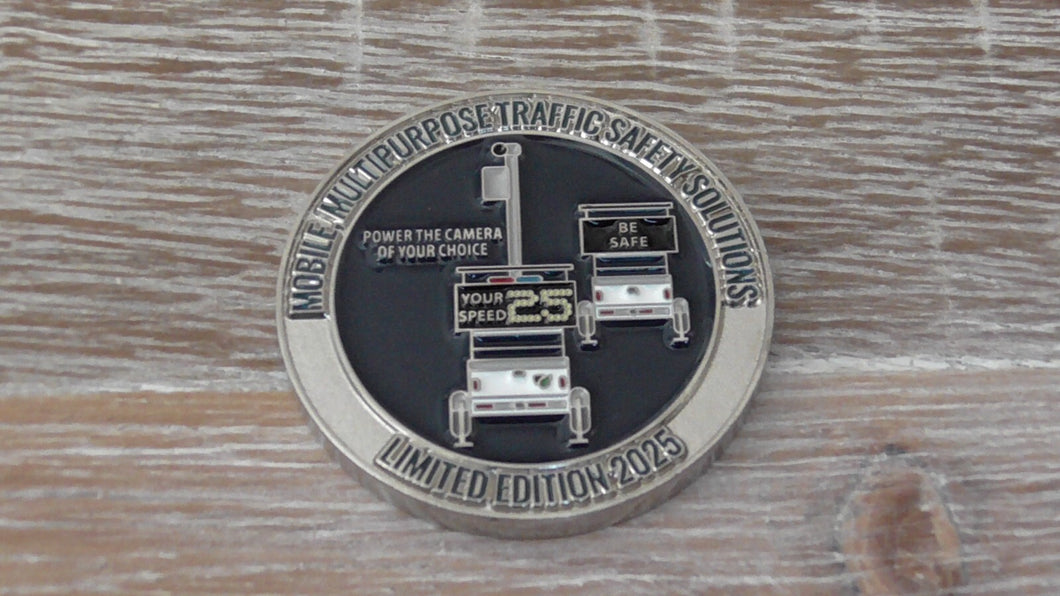 MOBILE, MULTIPURPOSE TRAFFIC SAFETY SOLUTIONS
POWER THE CAMERA
OF YOUR CHOICE
BE
SAFE
YOUR
SPEED
25
LIMITED EDITION 2025